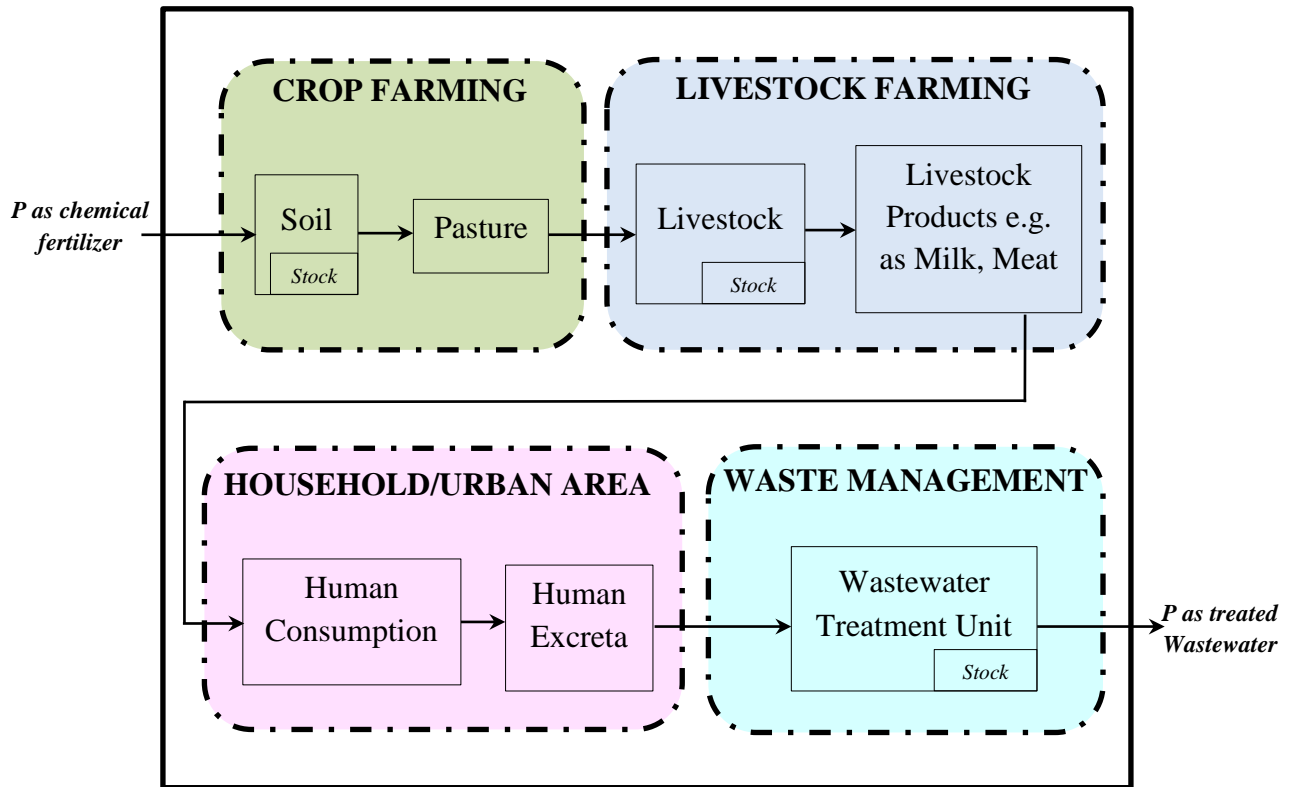 CROP FARMING
LIVESTOCK FARMING
P as chemical
fertilizer
Soil
Stock
Pasture
Livestock
Stock
Livestock
Products e.g.
as Milk, Meat
HOUSEHOLD/URBAN AREA
WASTE MANAGEMENT
Human
Consumption
Human
Excreta
Wastewater
Treatment Unit
Stock
P as treated
Wastewater